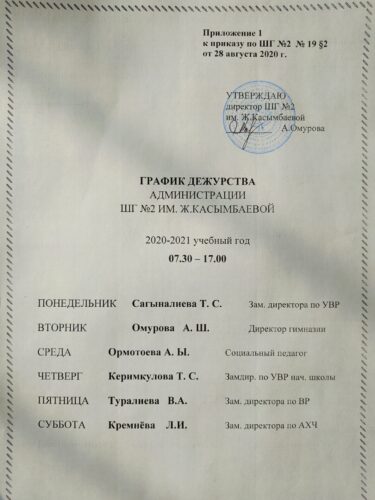 Приложение 1
к приказу по ШГ №2 № 19 §2
от 28 августа 2020 г.
УТВЕРЖДАЮ
директор ШГ №2
им. Ж.Касымбаевой
А.Омурова
ГРАФИК ДЕЖУРСТВА
АДМИНИСТРАЦИИ
ШГ №2 ИМ. Ж.КАСЫМБАЕВОЙ
2020-2021 учебный год
07.30 – 17.00
ПОНЕДЕЛЬНИК Сагыналиева Т. С. Зам. директора по УВР
ВТОРНИК Омурова А. Ш. Директор гимназии
СРЕДА Ормотоева А. Ы. Социальный педагог
ЧЕТВЕРГ Керимкулова Т. С. Замдир. по УВР нач. школы
ПЯТНИЦА Туралиева В.А. Зам. директора по ВР
СУББОТА Кремнёва Л.И. Зам. директора по АХЧ